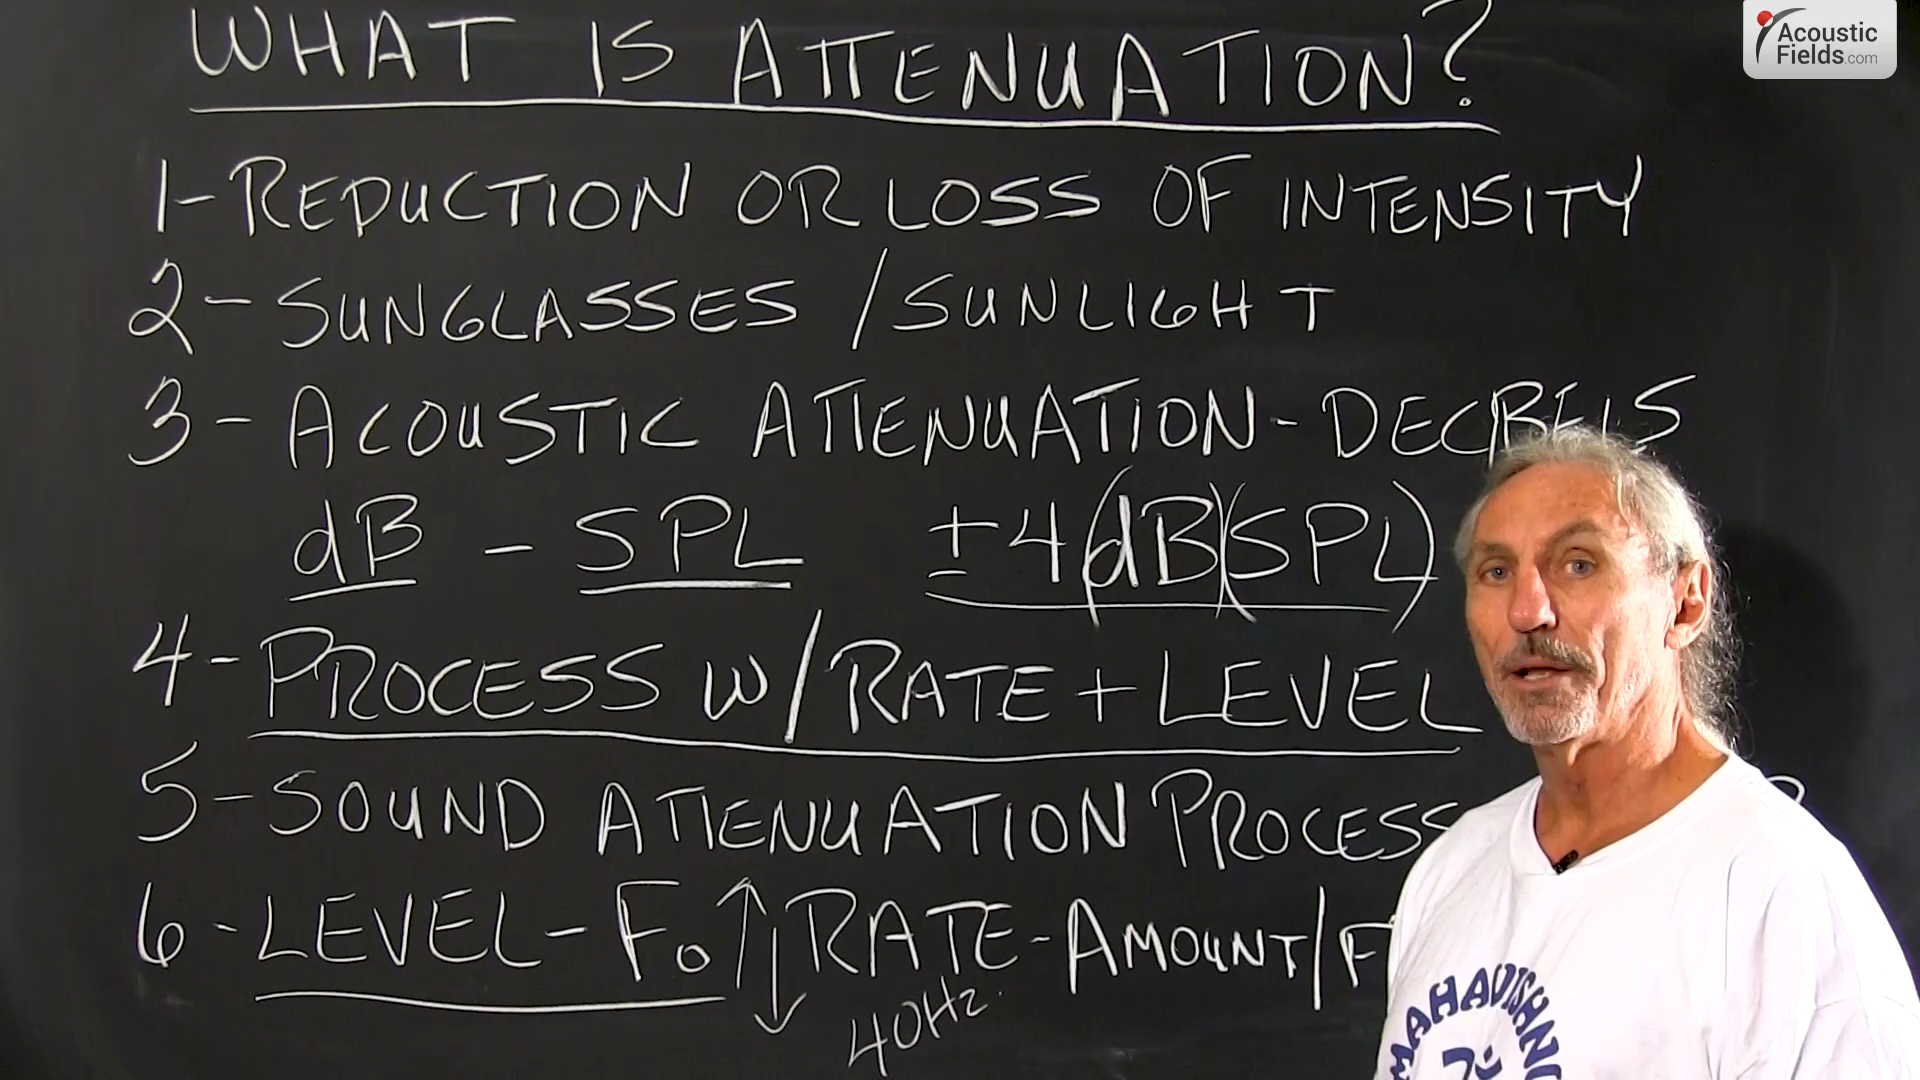 WHAT IS ATTENUATION?
Acoustic
Fields.com
1-REDUCTION OR LOSS OF INTENSITY
2-SUNGLASSES/SUNLIGHT
3-ACOUSTIC ATTENUATION-DECIBELS
dB - SPL ±4(dB)(SPL)
4-PROCESS W/RATE+LEVEL
5-SOUND ATTENUATION PROCESS
6-LEVEL-Fo↑↓RATE-AMOUNT/F
40Hz.
MAHAVISHNU